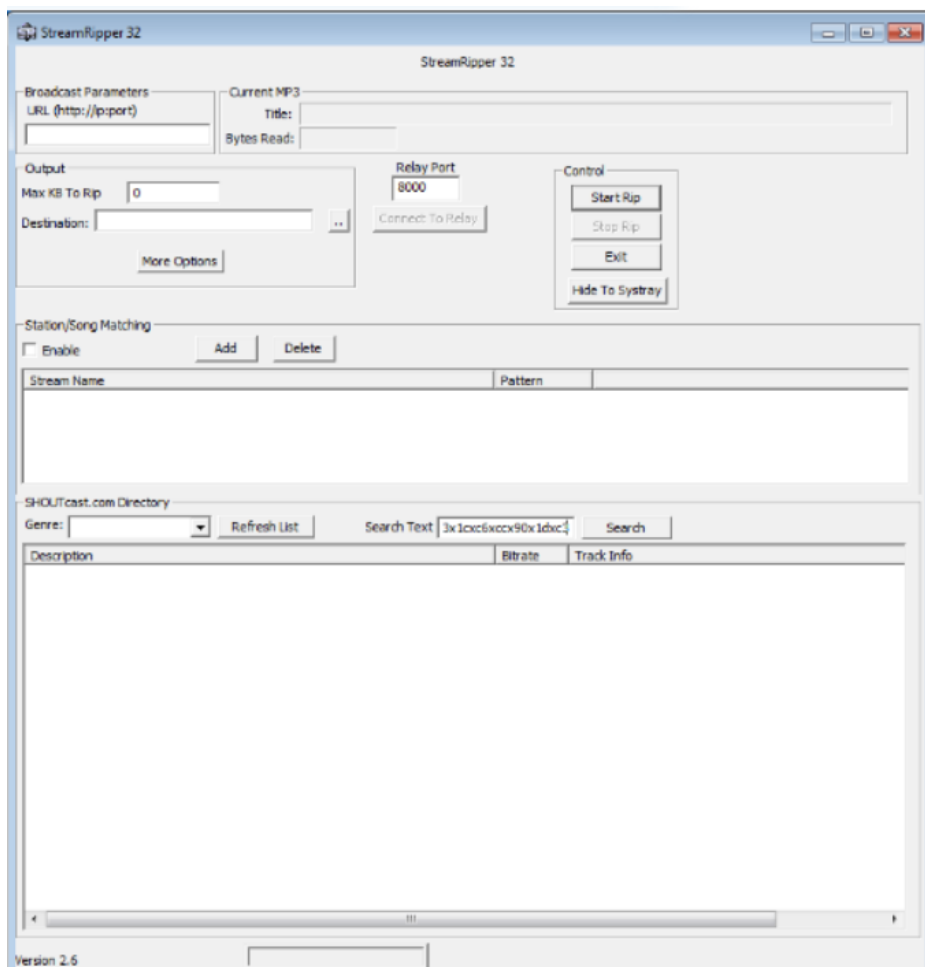 StreamRipper 32
StreamRipper 32
Broadcast Parameters
URL (http://ip:port)
Current MP3
Title:
Bytes Read:
Output
Max KB To Rip 0
Destination: ..
More Options
Relay Port
8000
Connect To Relay
Control
Start Rip
Stop Rip
Exit
Hide To Systray
Station/Song Matching
Enable Add Delete
Stream Name Pattern
SHOUTcast.com Directory
Genre: Refresh List Search Text 3x1cxc6xccx90x1dxc3 Search
Description Bitrate Track Info
Version 2.6